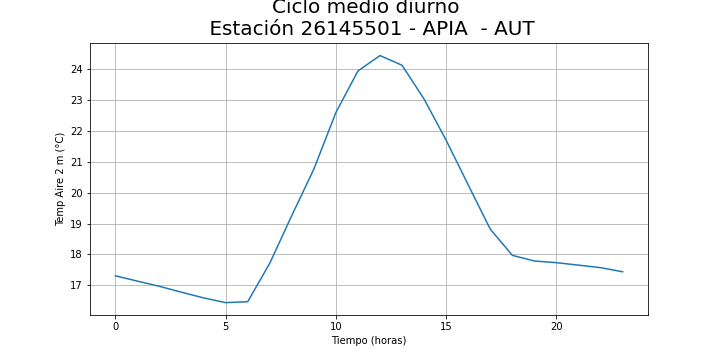 Ciclo medio diurno
Estación 26145501 - APIA  - AUT
Temp Aire 2 m (°C)
24
23
22
21
20
19
18
17
0 5 10 15 20
Tiempo (horas)